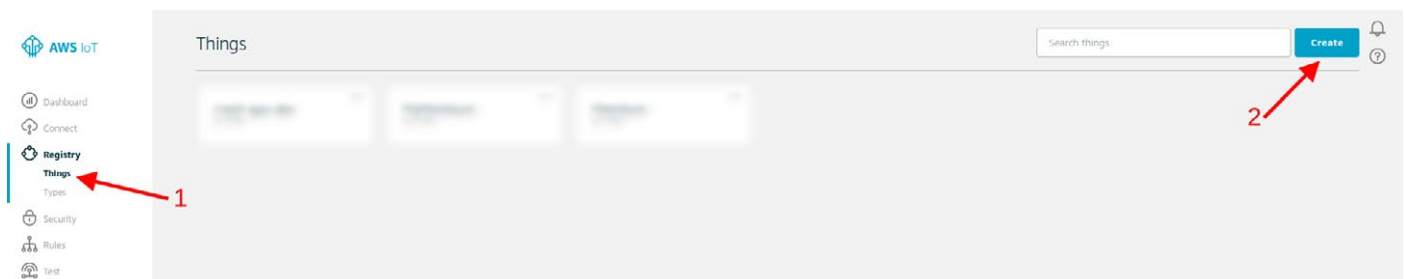 AWS IoT
Dashboard
Connect
Registry
Things
Types
Security
Rules
Test
1
Things
Search things
Create
2